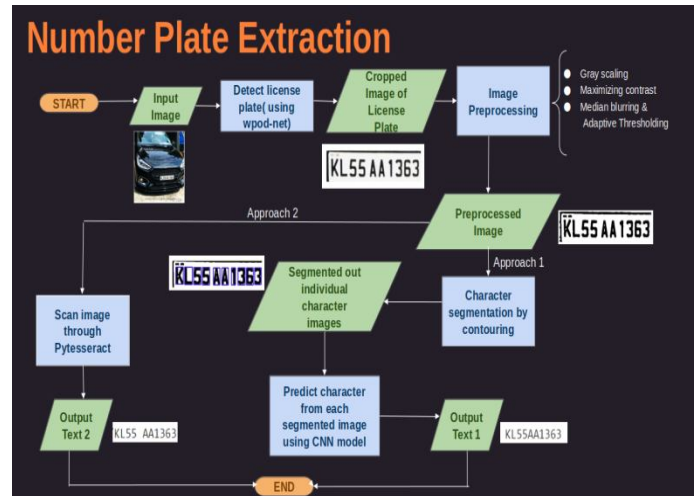 Number Plate Extraction
START
Input
Image
Detect license
plate( using
wpod-net)
Cropped
Image of
License
Plate
Image
Preprocessing
Gray scaling
Maximizing contrast
Median blurring &
Adaptive Thresholding
KL55 AA1363
Approach 2
Preprocessed
Image
KL55 AA1363
Approach 1
KL55 AA1363
Segmented out
individual
character
images
Character
segmentation by
contouring
Scan image
through
Pytesseract
Predict character
from each
segmented image
using CNN model
Output
Text 2
KL55 AA1363
Output
Text 1
KL55AA1363
END